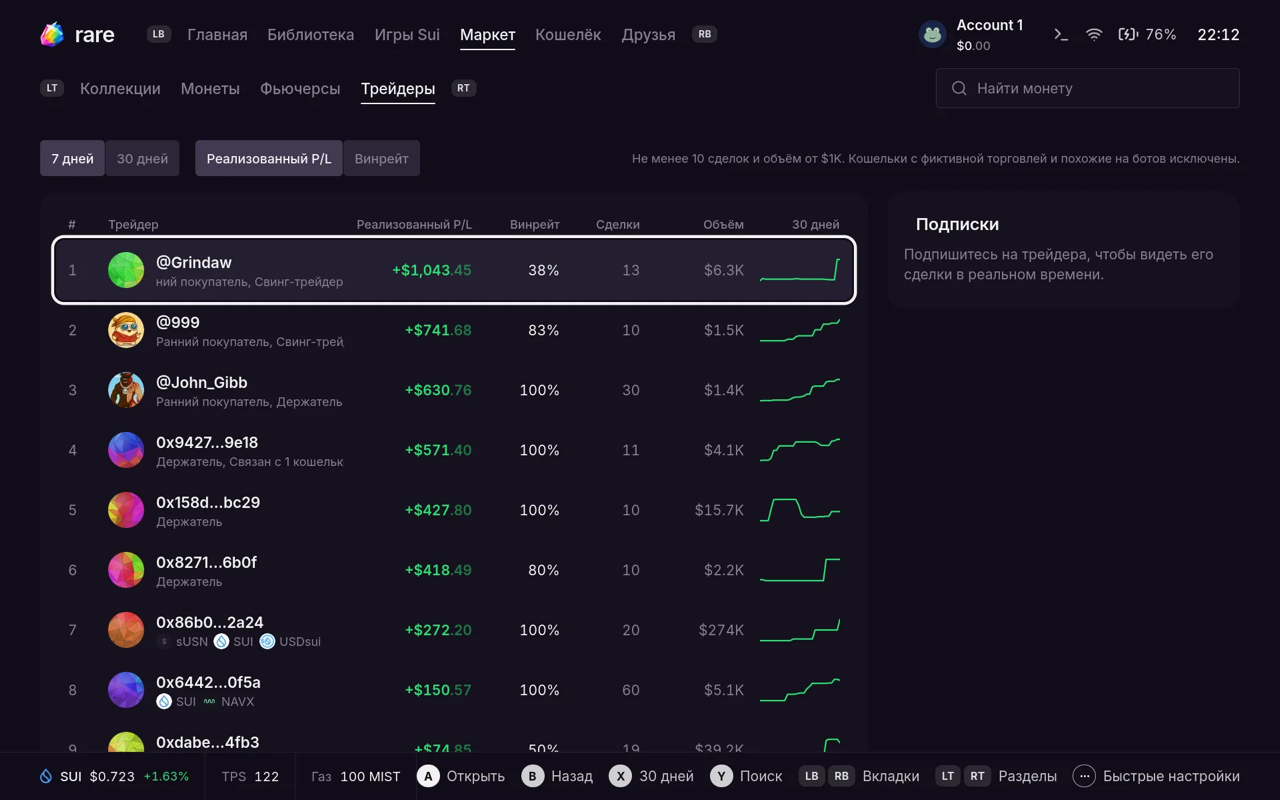 rare LB Главная Библиотека Игры Sui Маркет Кошелёк Друзья RB Account 1 $0.00 76% 22:12
LT Коллекции Монеты Фьючерсы Трейдеры RT Найти монету
7 дней 30 дней Реализованный P/L Винрейт Не менее 10 сделок и объём от $1K. Кошельки с фиктивной торговлей и похожие на ботов исключены.
# Трейдер Реализованный P/L Винрейт Сделки Объём 30 дней
1 @Grindaw +$1,043.45 38% 13 $6.3K
ний покупатель, Свинг-трейдер
2 @999 +$741.68 83% 10 $1.5K
Ранний покупатель, Свинг-трей
3 @John_Gibb +$630.76 100% 30 $1.4K
Ранний покупатель, Держатель
4 0x9427...9e18 +$571.40 100% 11 $4.1K
Держатель, Связан с 1 кошельк
5 0x158d...bc29 +$427.80 100% 10 $15.7K
Держатель
6 0x8271...6b0f +$418.49 80% 10 $2.2K
Держатель
7 0x86b0...2a24 +$272.20 100% 20 $274K
s sUSN SUI USDsui
8 0x6442...0f5a +$150.57 100% 60 $5.1K
SUI NAVX
9 0xdabe...4fb3 +$74.85 50% 19 $39.2K
Подписки
Подпишитесь на трейдера, чтобы видеть его
сделки в реальном времени.
SUI $0.723 +1.63% TPS 122 Газ 100 MIST A Открыть B Назад X 30 дней Y Поиск LB RB Вкладки LT RT Разделы Быстрые настройки